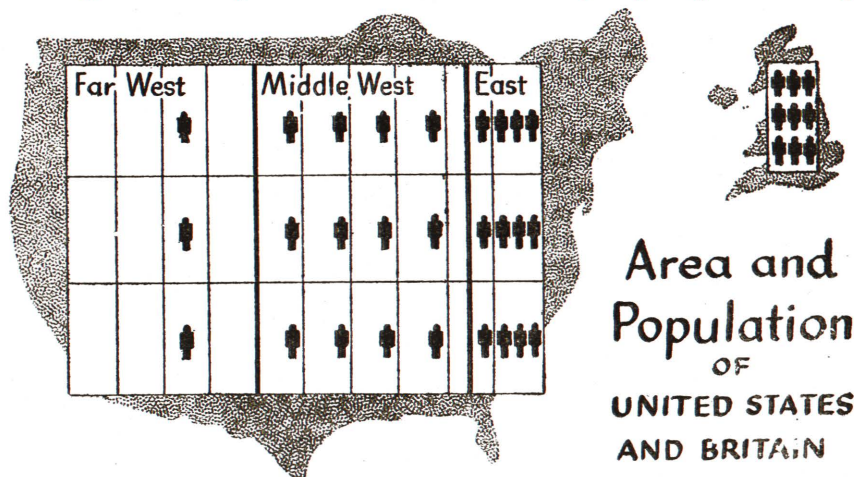 Far West
Middle West
East
Area and
Population
OF
UNITED STATES
AND BRITAIN